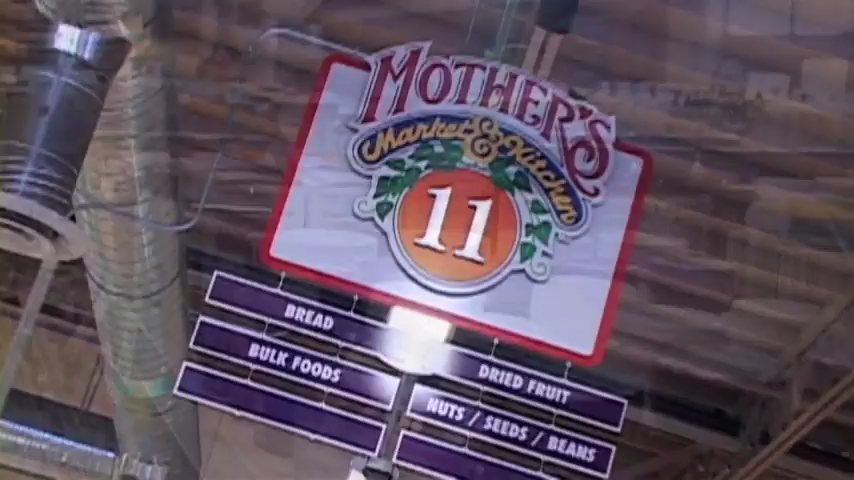 MOTHER'S
Market & Kitchen
11
BREAD
BULK FOODS
DRIED FRUIT
NUTS / SEEDS / BEANS